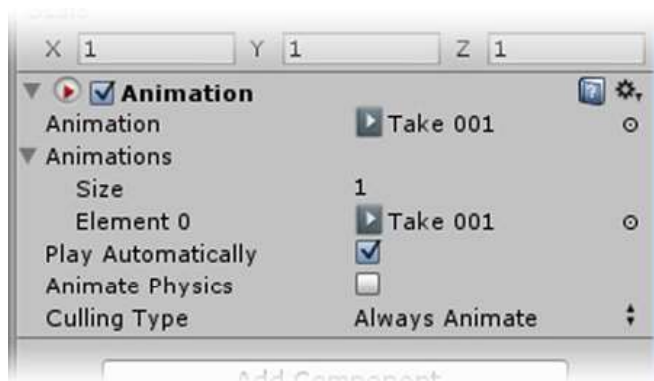 Scale
X 1 Y 1 Z 1
Animation
Animation Take 001
Animations
Size 1
Element 0 Take 001
Play Automatically
Animate Physics
Culling Type Always Animate
Add Component